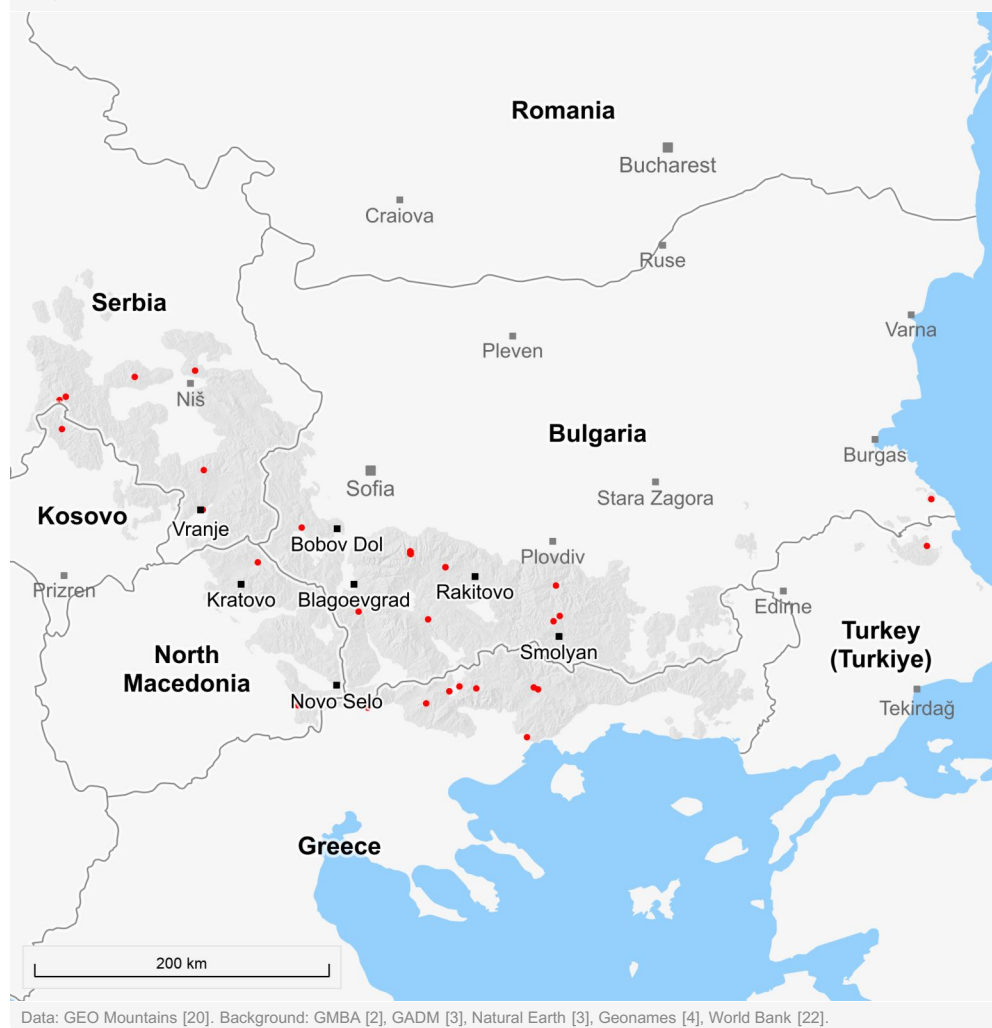 Romania
Bucharest
Craiova
Ruse
Serbia
Varna
Pleven
Niš
Bulgaria
Burgas
Sofia
Stara Zagora
Kosovo
Vranje
Bobov Dol
Plovdiv
Prizren
Kratovo
Blagoevgrad
Rakitovo
Edirne
Turkey
(Turkiye)
Smolyan
North
Macedonia
Novo Selo
Tekirdağ
Greece
200 km
Data: GEO Mountains [20]. Background: GMBA [2], GADM [3], Natural Earth [3], Geonames [4], World Bank [22].